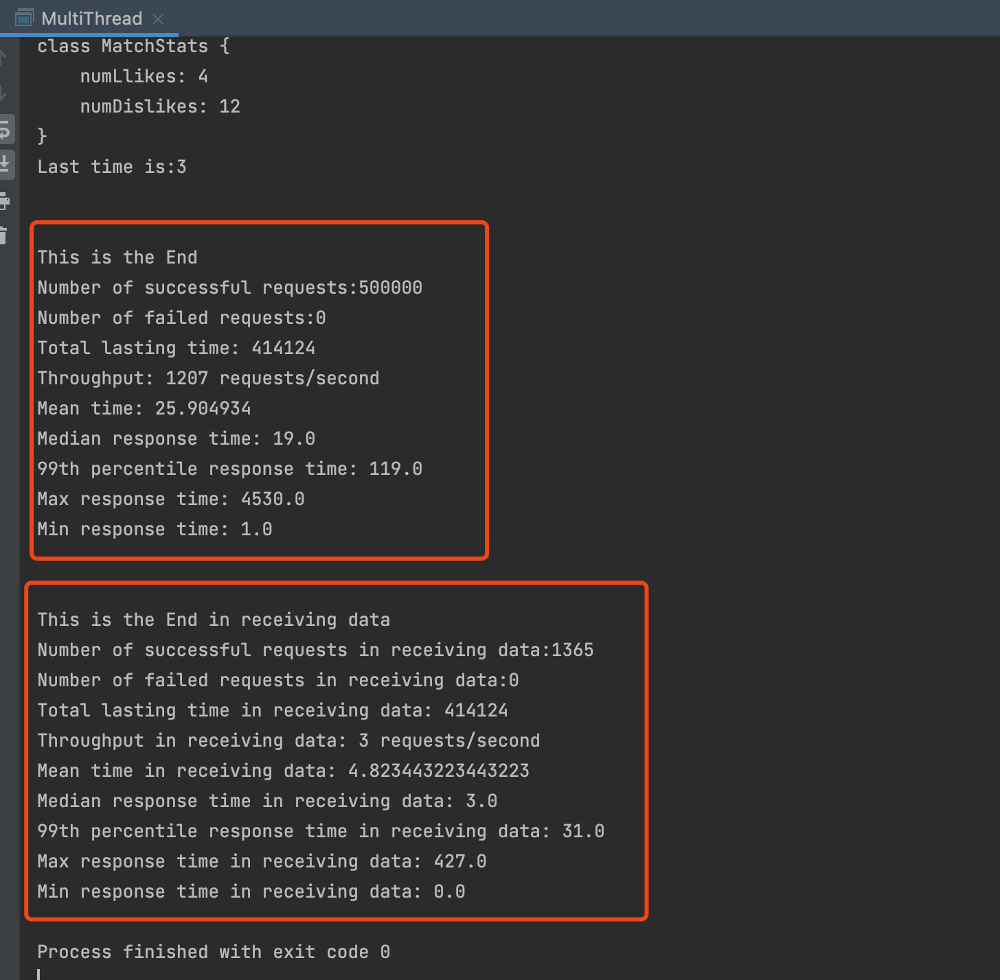 MultiThread
class MatchStats {
numLlikes: 4
numDislikes: 12
}
Last time is:3
This is the End
Number of successful requests:500000
Number of failed requests:0
Total lasting time: 414124
Throughput: 1207 requests/second
Mean time: 25.904934
Median response time: 19.0
99th percentile response time: 119.0
Max response time: 4530.0
Min response time: 1.0
This is the End in receiving data
Number of successful requests in receiving data:1365
Number of failed requests in receiving data:0
Total lasting time in receiving data: 414124
Throughput in receiving data: 3 requests/second
Mean time in receiving data: 4.823443223443223
Median response time in receiving data: 3.0
99th percentile response time in receiving data: 31.0
Max response time in receiving data: 427.0
Min response time in receiving data: 0.0
Process finished with exit code 0